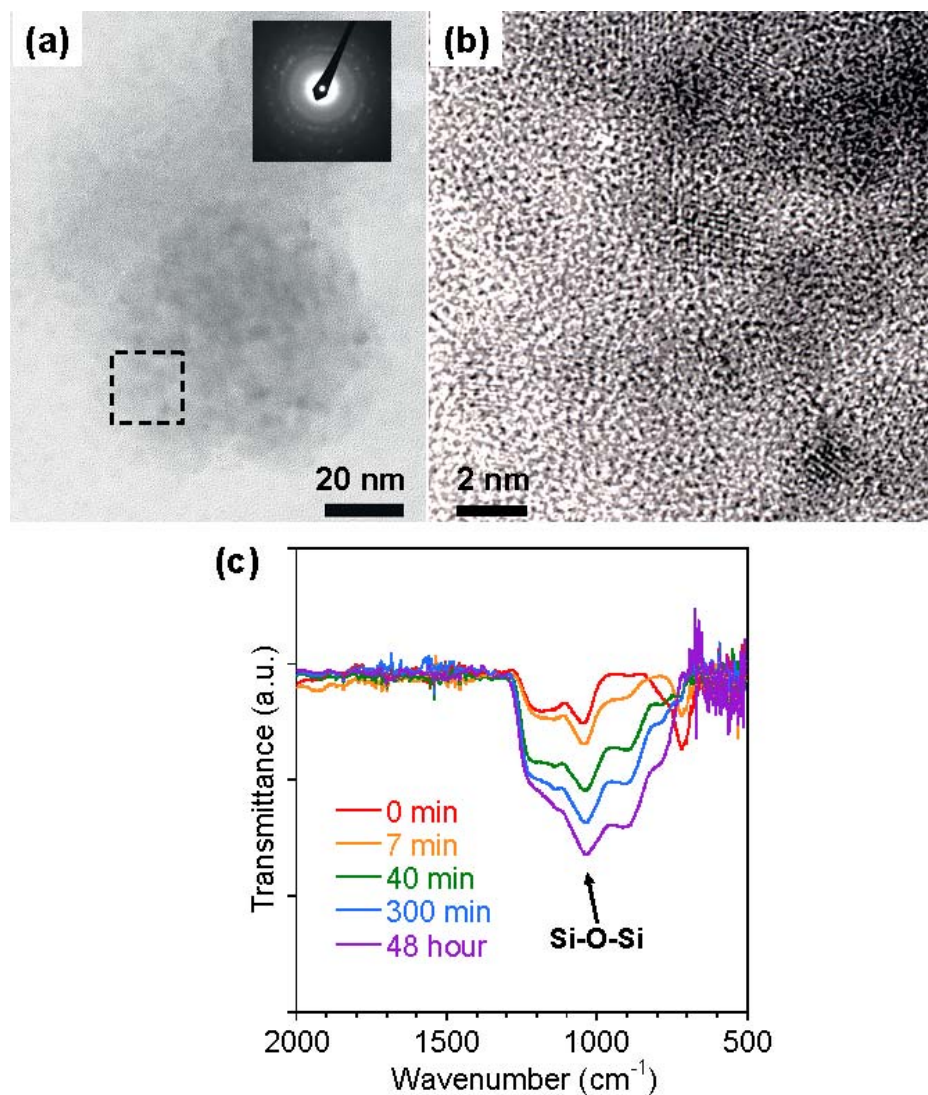 (a)
(b)
20 nm
2 nm
(c)
Transmittance (a.u.)
0 min
7 min
40 min
300 min
48 hour
Si-O-Si
2000 1500 1000 500
Wavenumber (cm⁻¹)